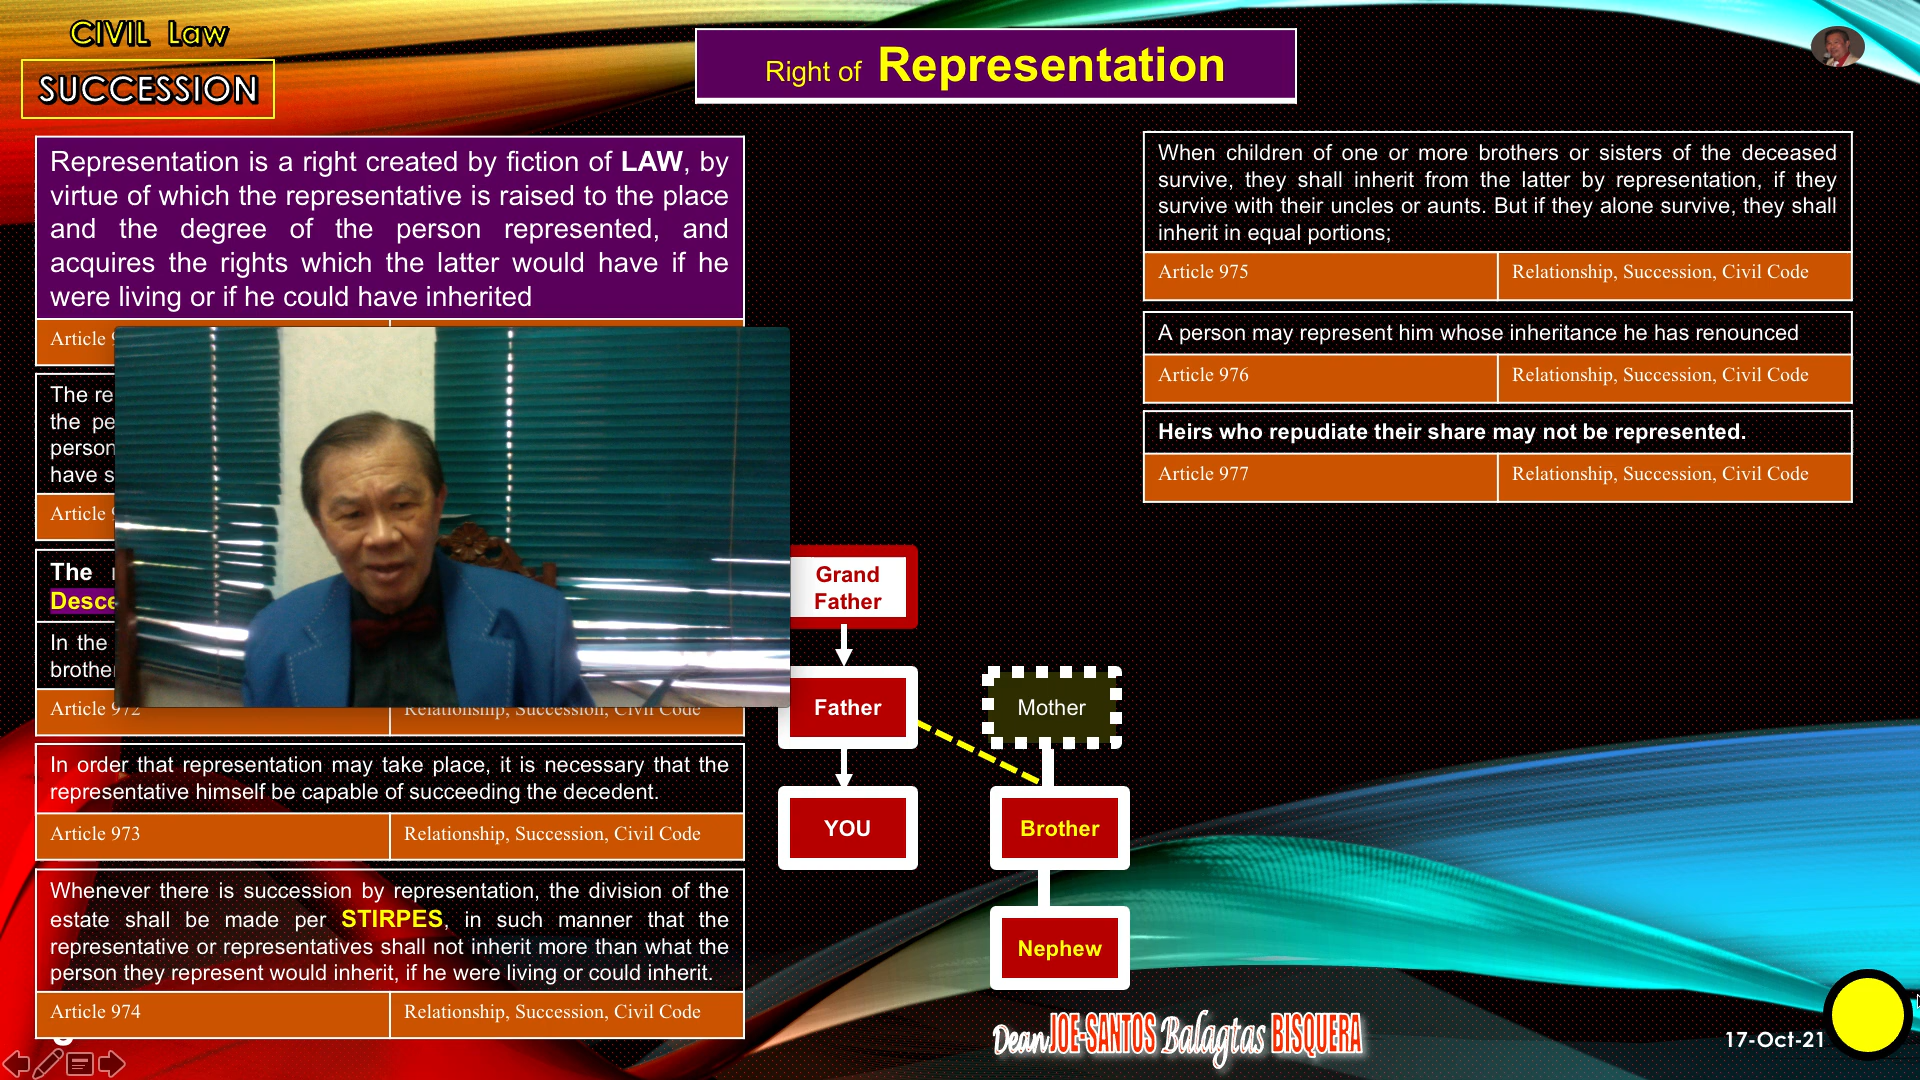 CIVIL Law
SUCCESSION
Right of Representation
Representation is a right created by fiction of LAW, by
virtue of which the representative is raised to the place
and the degree of the person represented, and
acquires the rights which the latter would have if he
were living or if he could have inherited
Article
The
the
person
have
Article
The
In the
Article 972
Relationship, Succession, Civil Code
In order that representation may take place, it is necessary that the
representative himself be capable of succeeding the decedent.
Article 973
Relationship, Succession, Civil Code
Whenever there is succession by representation, the division of the
estate shall be made per STIRPES, in such manner that the
representative or representatives shall not inherit more than what the
person they represent would inherit, if he were living or could inherit.
Article 974
Relationship, Succession, Civil Code
Grand
Father
Father
Mother
YOU
Brother
Nephew
When children of one or more brothers or sisters of the deceased
survive, they shall inherit from the latter by representation, if they
survive with their uncles or aunts. But if they alone survive, they shall
inherit in equal portions;
Article 975
Relationship, Succession, Civil Code
A person may represent him whose inheritance he has renounced
Article 976
Relationship, Succession, Civil Code
Heirs who repudiate their share may not be represented.
Article 977
Relationship, Succession, Civil Code
Dean JOE-SANTOS Balagtas BISQUERA
17-Oct-21